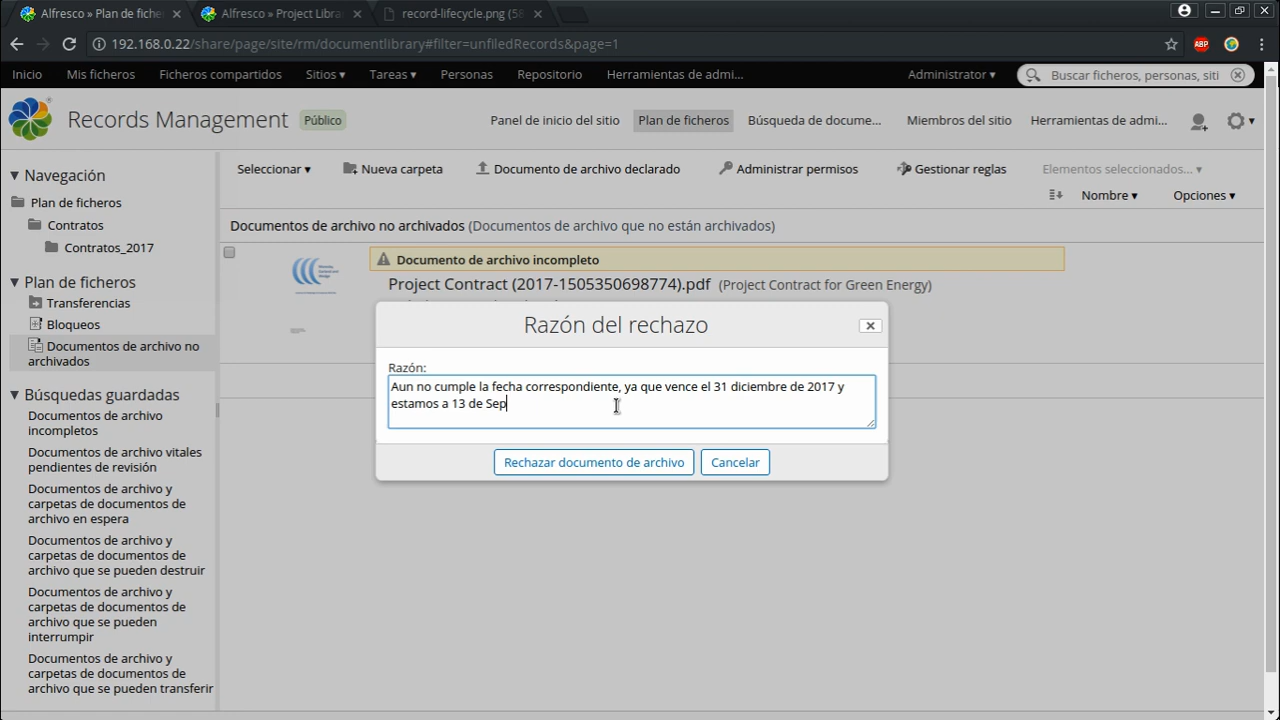 Alfresco » Plan de fiche
Alfresco » Project Libra
record-lifecycle.png (58
192.168.0.22/share/page/site/rm/documentlibrary#filter=unfiledRecords&page=1
ABP
Inicio Mis ficheros Ficheros compartidos Sitios ▾ Tareas ▾ Personas Repositorio Herramientas de admi... Administrator ▾ Buscar ficheros, personas, siti
Records Management Público Panel de inicio del sitio Plan de ficheros Búsqueda de docume... Miembros del sitio Herramientas de admi...
▼ Navegación
Plan de ficheros
Contratos
Contratos_2017
▼ Plan de ficheros
Transferencias
Bloqueos
Documentos de archivo no
archivados
▼ Búsquedas guardadas
Documentos de archivo
incompletos
Documentos de archivo vitales
pendientes de revisión
Documentos de archivo y
carpetas de documentos de
archivo en espera
Documentos de archivo y
carpetas de documentos de
archivo que se pueden destruir
Documentos de archivo y
carpetas de documentos de
archivo que se pueden
interrumpir
Documentos de archivo y
carpetas de documentos de
archivo que se pueden transferir
Seleccionar ▾ Nueva carpeta Documento de archivo declarado Administrar permisos Gestionar reglas Elementos seleccionados... ▾
Nombre ▾ Opciones ▾
Documentos de archivo no archivados (Documentos de archivo que no están archivados)
Documento de archivo incompleto
Project Contract (2017-1505350698774).pdf (Project Contract for Green Energy)
Razón del rechazo
Razón:
Aun no cumple la fecha correspondiente, ya que vence el 31 diciembre de 2017 y
estamos a 13 de Sep
Rechazar documento de archivo Cancelar